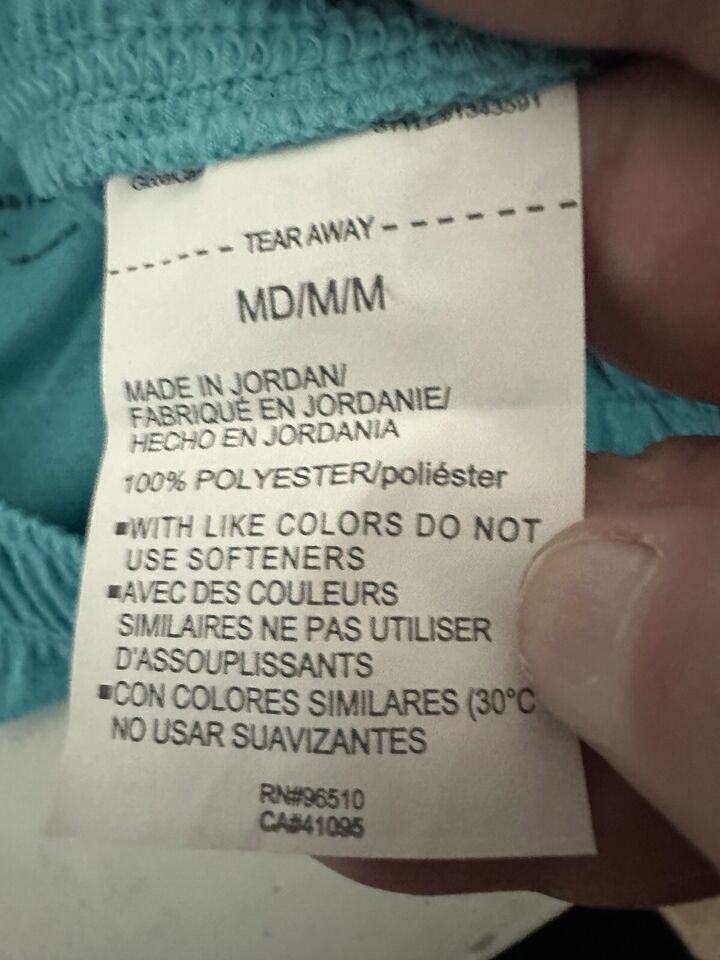 STYLE#1343591
TEAR AWAY
MD/M/M
MADE IN JORDAN/
FABRIQUÉ EN JORDANIE/
HECHO EN JORDANIA
100% POLYESTER/poliéster
▪WITH LIKE COLORS DO NOT
USE SOFTENERS
▪AVEC DES COULEURS
SIMILAIRES NE PAS UTILISER
D'ASSOUPLISSANTS
▪CON COLORES SIMILARES (30°C
NO USAR SUAVIZANTES
RN#96510
CA#41095